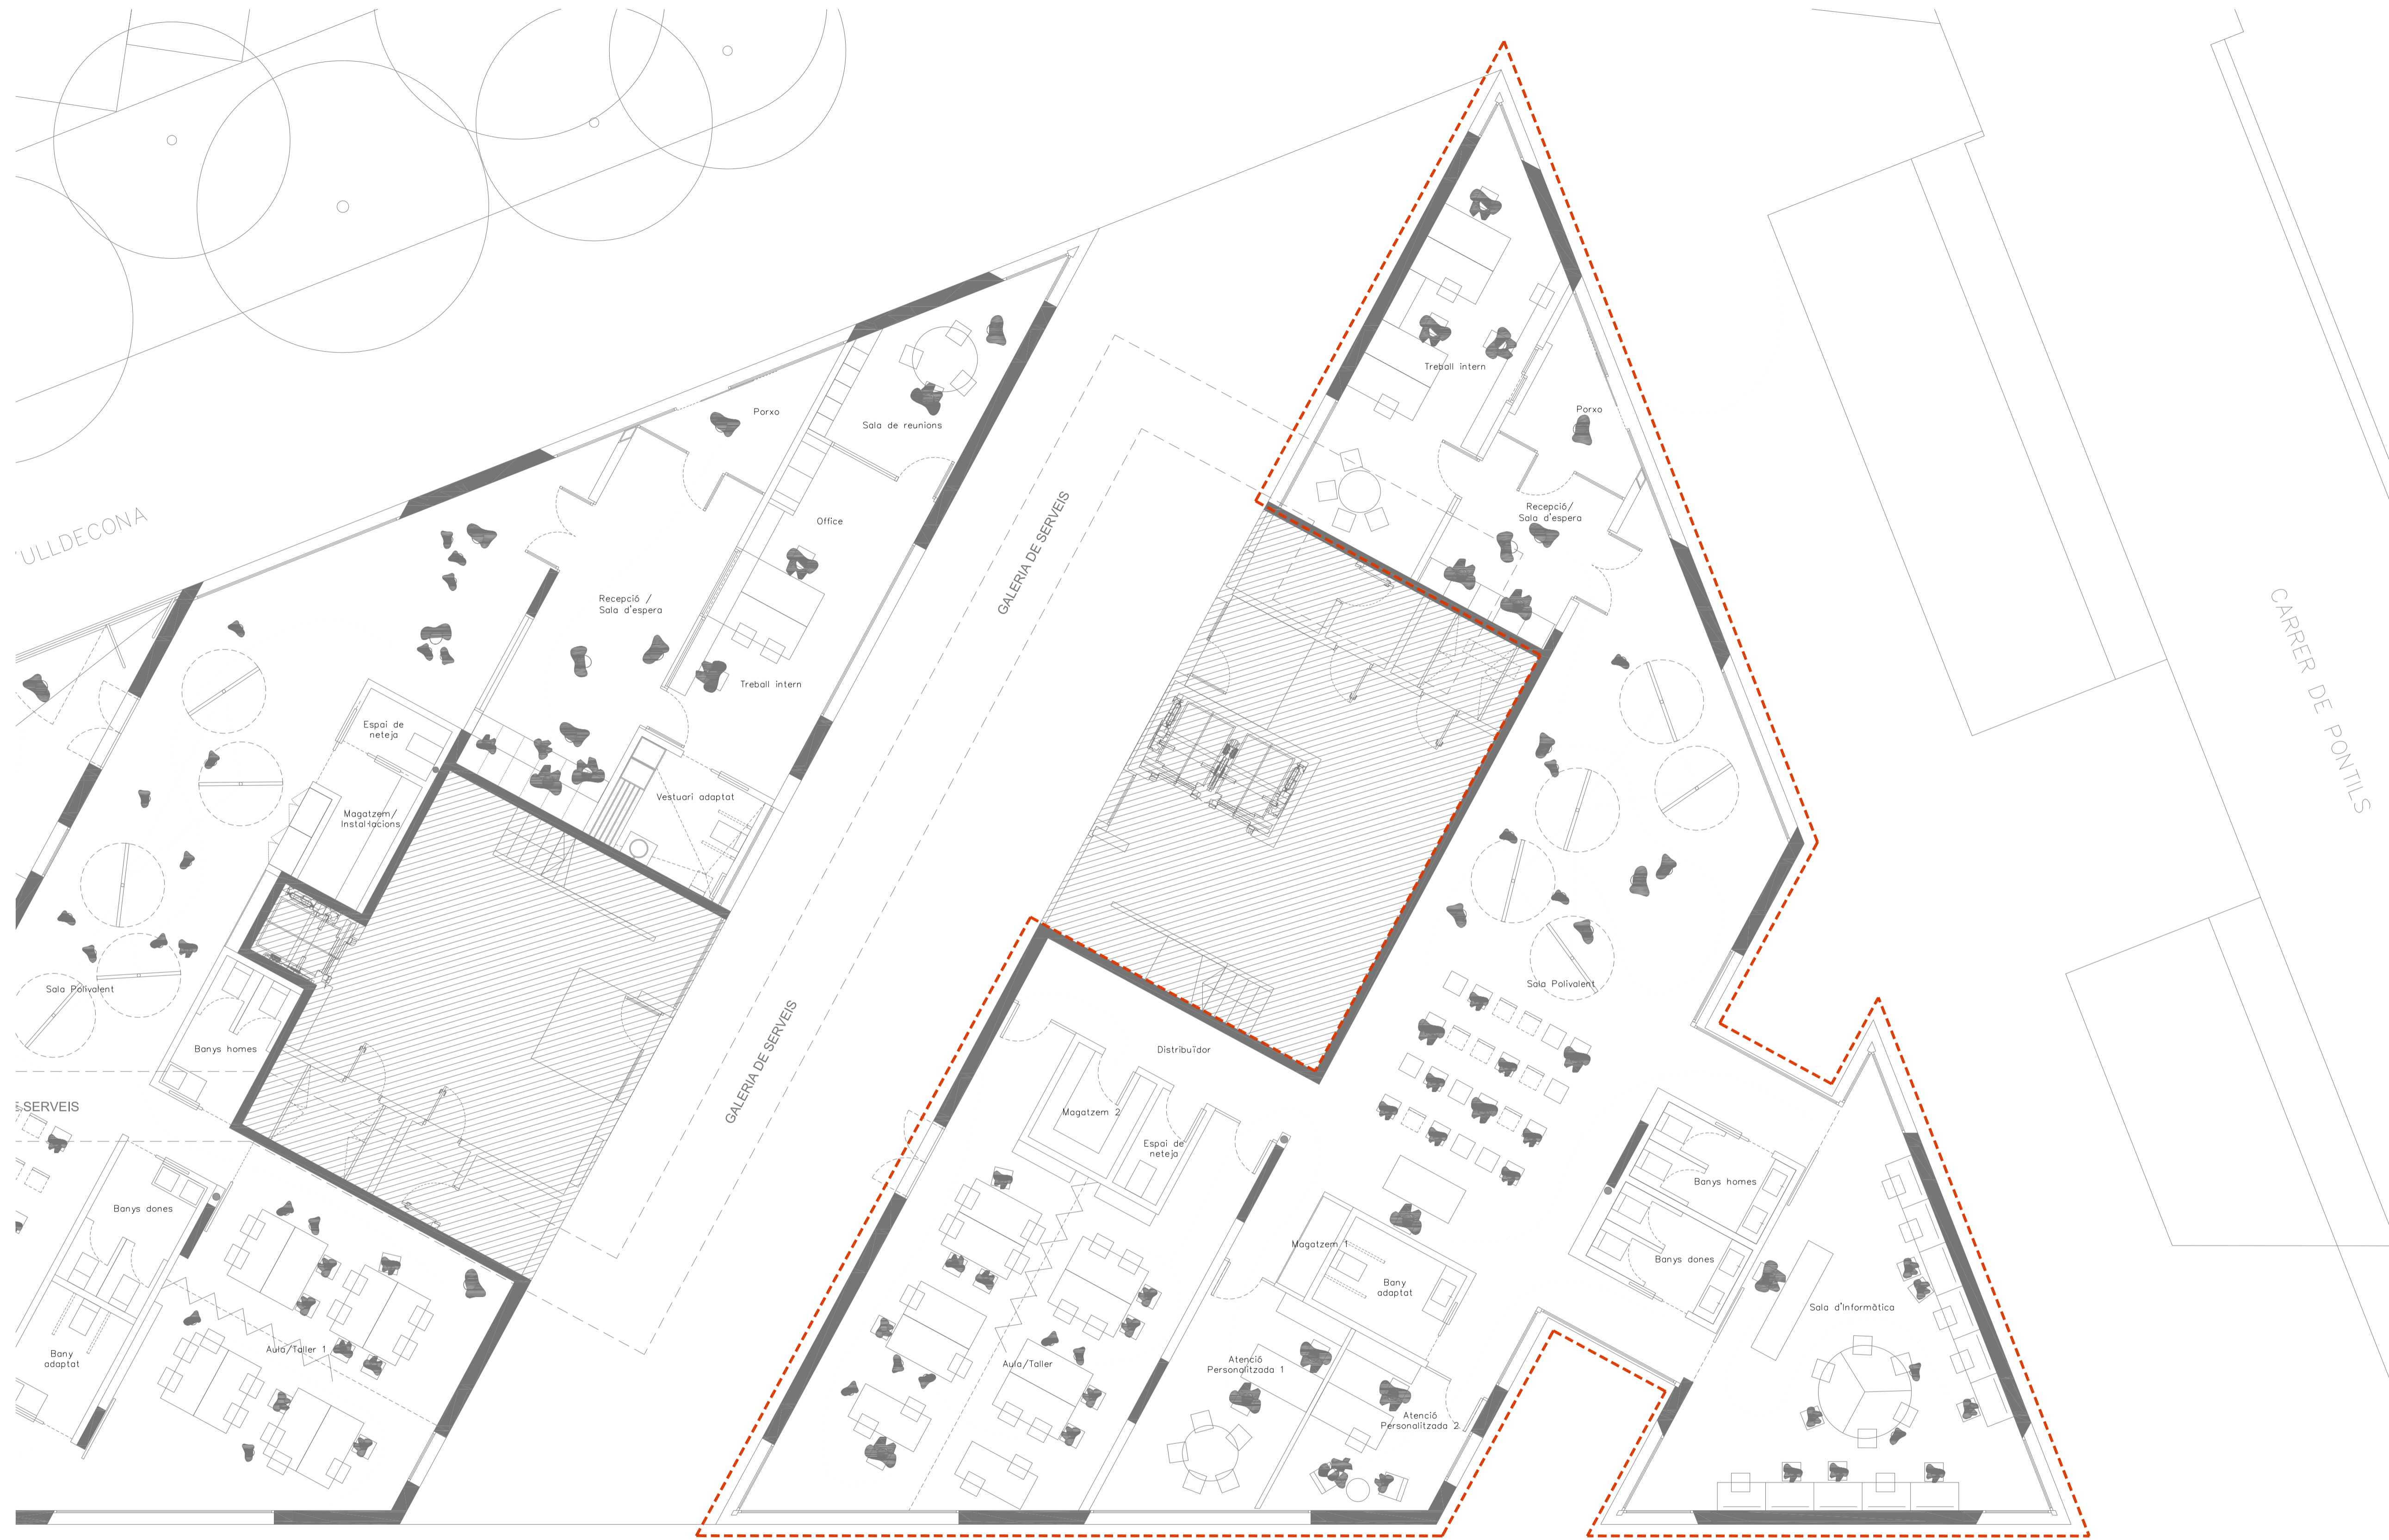 Treball intern
Porxo
Porxo
Sala de reunions
Recepció/
Sala d'espera
Office
ULLDECONA
GALERIA DE SERVEIS
Recepció /
Sala d'espera
CARRER DE PONTILS
Treball intern
Espai de
neteja
Vestuari adaptat
Magatzem/
Instal·lacions
Sala Polivalent
Sala Polivalent
GALERIA DE SERVEIS
Banys homes
Distribuïdor
SERVEIS
Magatzem 2
Espai de
neteja
Banys homes
Banys dones
Magatzem 1
Banys dones
Bany
adaptat
Sala d'informàtica
Aula/Taller 1
Bany
adaptat
Aula/Taller
Atenció
Personalitzada 1
Atenció
Personalitzada 2